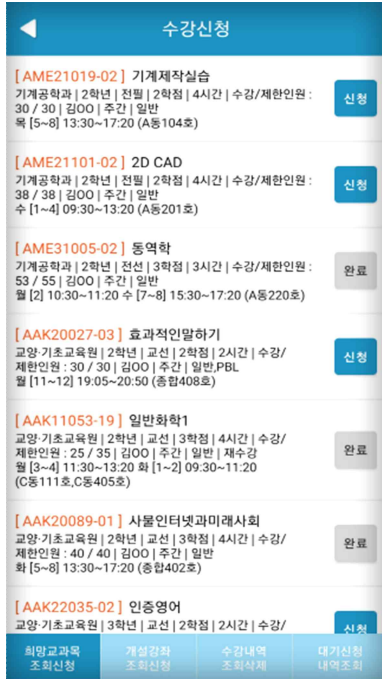 수강신청
[ AME21019-02 ] 기계제작실습
기계공학과 | 2학년 | 전필 | 2학점 | 4시간 | 수강/제한인원 :
30 / 30 | 김OO | 주간 | 일반
목 [5~8] 13:30~17:20 (A동104호)
신청
[ AME21101-02 ] 2D CAD
기계공학과 | 2학년 | 전필 | 2학점 | 4시간 | 수강/제한인원 :
38 / 38 | 김OO | 주간 | 일반
수 [1~4] 09:30~13:20 (A동201호)
신청
[ AME31005-02 ] 동역학
기계공학과 | 2학년 | 전선 | 3학점 | 3시간 | 수강/제한인원 :
53 / 55 | 김OO | 주간 | 일반
월 [2] 10:30~11:20 수 [7~8] 15:30~17:20 (A동220호)
완료
[ AAK20027-03 ] 효과적인말하기
교양·기초교육원 | 2학년 | 교선 | 2학점 | 2시간 | 수강/
제한인원 : 30 / 30 | 김OO | 주간 | 일반,PBL
월 [11~12] 19:05~20:50 (종합408호)
신청
[ AAK11053-19 ] 일반화학1
교양·기초교육원 | 2학년 | 교선 | 3학점 | 4시간 | 수강/
제한인원 : 25 / 35 | 김OO | 주간 | 일반 | 재수강
월 [3~4] 11:30~13:20 화 [1~2] 09:30~11:20
(C동111호,C동405호)
완료
[ AAK20089-01 ] 사물인터넷과미래사회
교양·기초교육원 | 2학년 | 교선 | 3학점 | 4시간 | 수강/
제한인원 : 40 / 40 | 김OO | 주간 | 일반
화 [5~8] 13:30~17:20 (종합402호)
완료
[ AAK22035-02 ] 인증영어
교양·기초교육원 | 3학년 | 교선 | 2학점 | 2시간 | 수강/
신청
희망교과목
조회신청
개설강좌
조회신청
수강내역
조회삭제
대기신청
내역조회